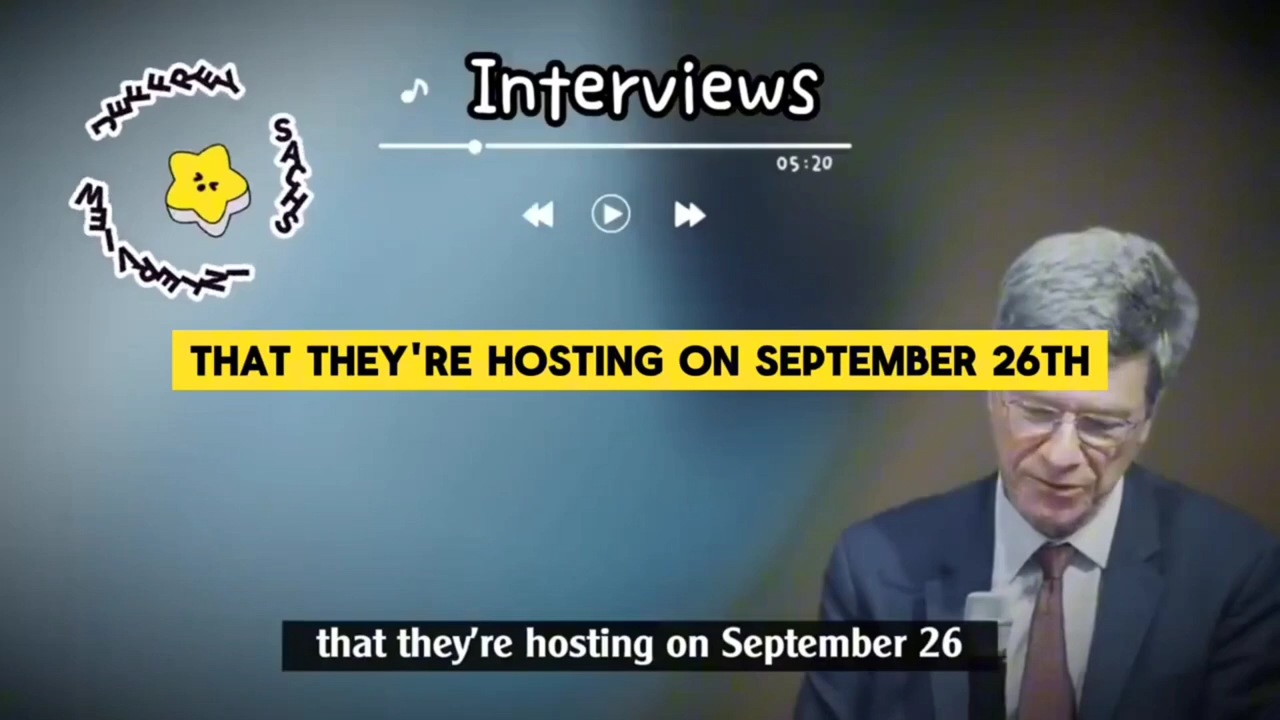 JEFFREY
SACHS
INTERVIEW
Interviews
05:20
THAT THEY'RE HOSTING ON SEPTEMBER 26TH
that they're hosting on September 26